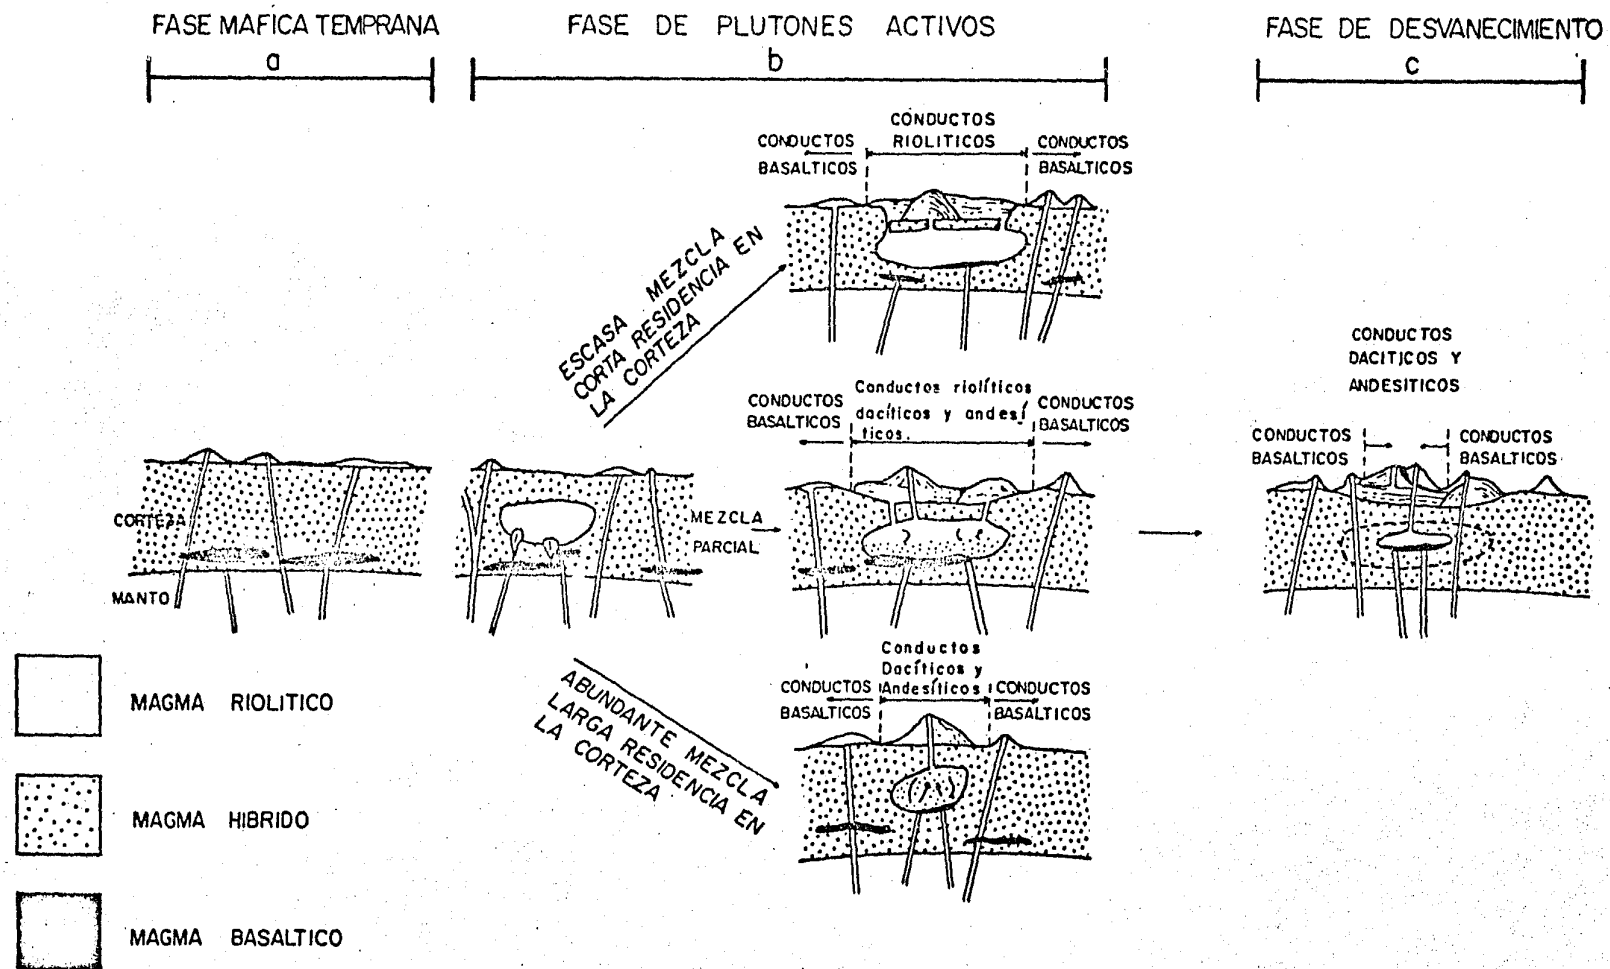 FASE MAFICA TEMPRANA
a
FASE DE PLUTONES ACTIVOS
b
FASE DE DESVANECIMIENTO
c
CONDUCTOS
BASALTICOS
CONDUCTOS
RIOLITICOS
CONDUCTOS
BASALTICOS
ESCASA MEZCLA
CORTA RESIDENCIA EN
LA CORTEZA
CONDUCTOS
BASALTICOS
Conductos riolíticos
dacíticos y andesí
ticos.
CONDUCTOS
BASALTICOS
CONDUCTOS
DACITICOS Y
ANDESITICOS
CONDUCTOS
BASALTICOS
CONDUCTOS
BASALTICOS
CORTEZA
MANTO
MEZCLA
PARCIAL
ABUNDANTE MEZCLA
LARGA RESIDENCIA EN
LA CORTEZA
CONDUCTOS
BASALTICOS
Conductos
Dacíticos y
Andesíticos
CONDUCTOS
BASALTICOS
MAGMA RIOLITICO
MAGMA HIBRIDO
MAGMA BASALTICO